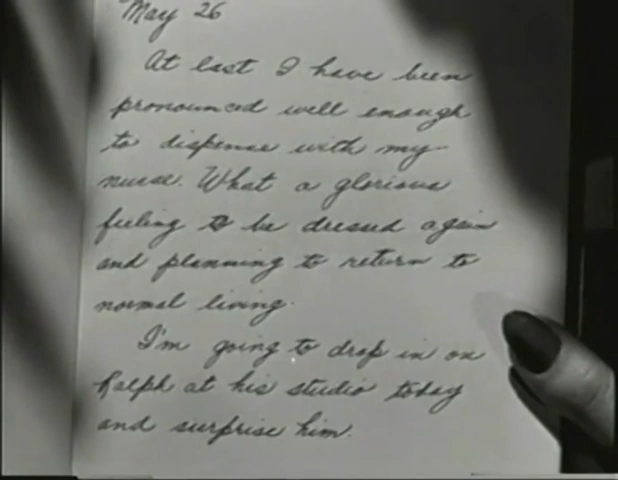 May 26
At last I have been
pronounced well enough
to dispense with my
nurse. What a glorious
feeling to be dressed again
and planning to return to
normal living.
I'm going to drop in on
Ralph at his studio today
and surprise him.